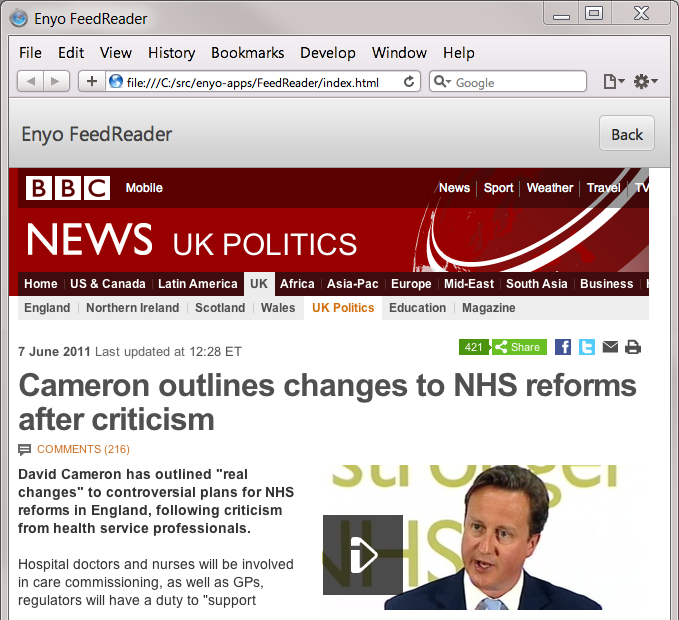 Enyo FeedReader
File Edit View History Bookmarks Develop Window Help
file:///C:/src/enyo-apps/FeedReader/index.html
Google
Enyo FeedReader
Back
BBC Mobile News Sport Weather Travel TV
NEWS UK POLITICS
Home US & Canada Latin America UK Africa Asia-Pac Europe Mid-East South Asia Business
England Northern Ireland Scotland Wales UK Politics Education Magazine
7 June 2011 Last updated at 12:28 ET
421 Share
Cameron outlines changes to NHS reforms
after criticism
COMMENTS (216)
David Cameron has outlined "real
changes" to controversial plans for NHS
reforms in England, following criticism
from health service professionals.
Hospital doctors and nurses will be involved
in care commissioning, as well as GPs,
regulators will have a duty to "support
stronger
NHS